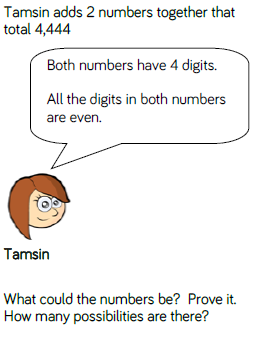 Tamsin adds 2 numbers together that
total 4,444
Both numbers have 4 digits.
All the digits in both numbers
are even.
Tamsin
What could the numbers be? Prove it.
How many possibilities are there?